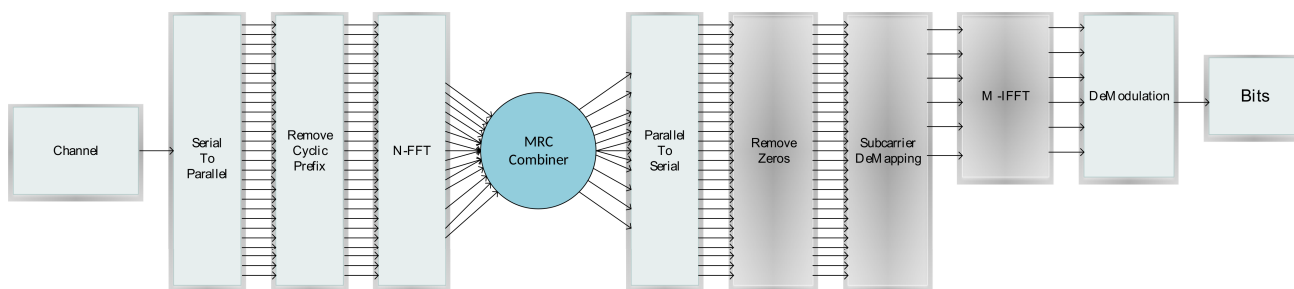 Channel
Serial
To
Parallel
Remove
Cyclic
Prefix
N-FFT
MRC
Combiner
Parallel
To
Serial
Remove
Zeros
Subcarrier
DeMapping
M -IFFT
DeModulation
Bits